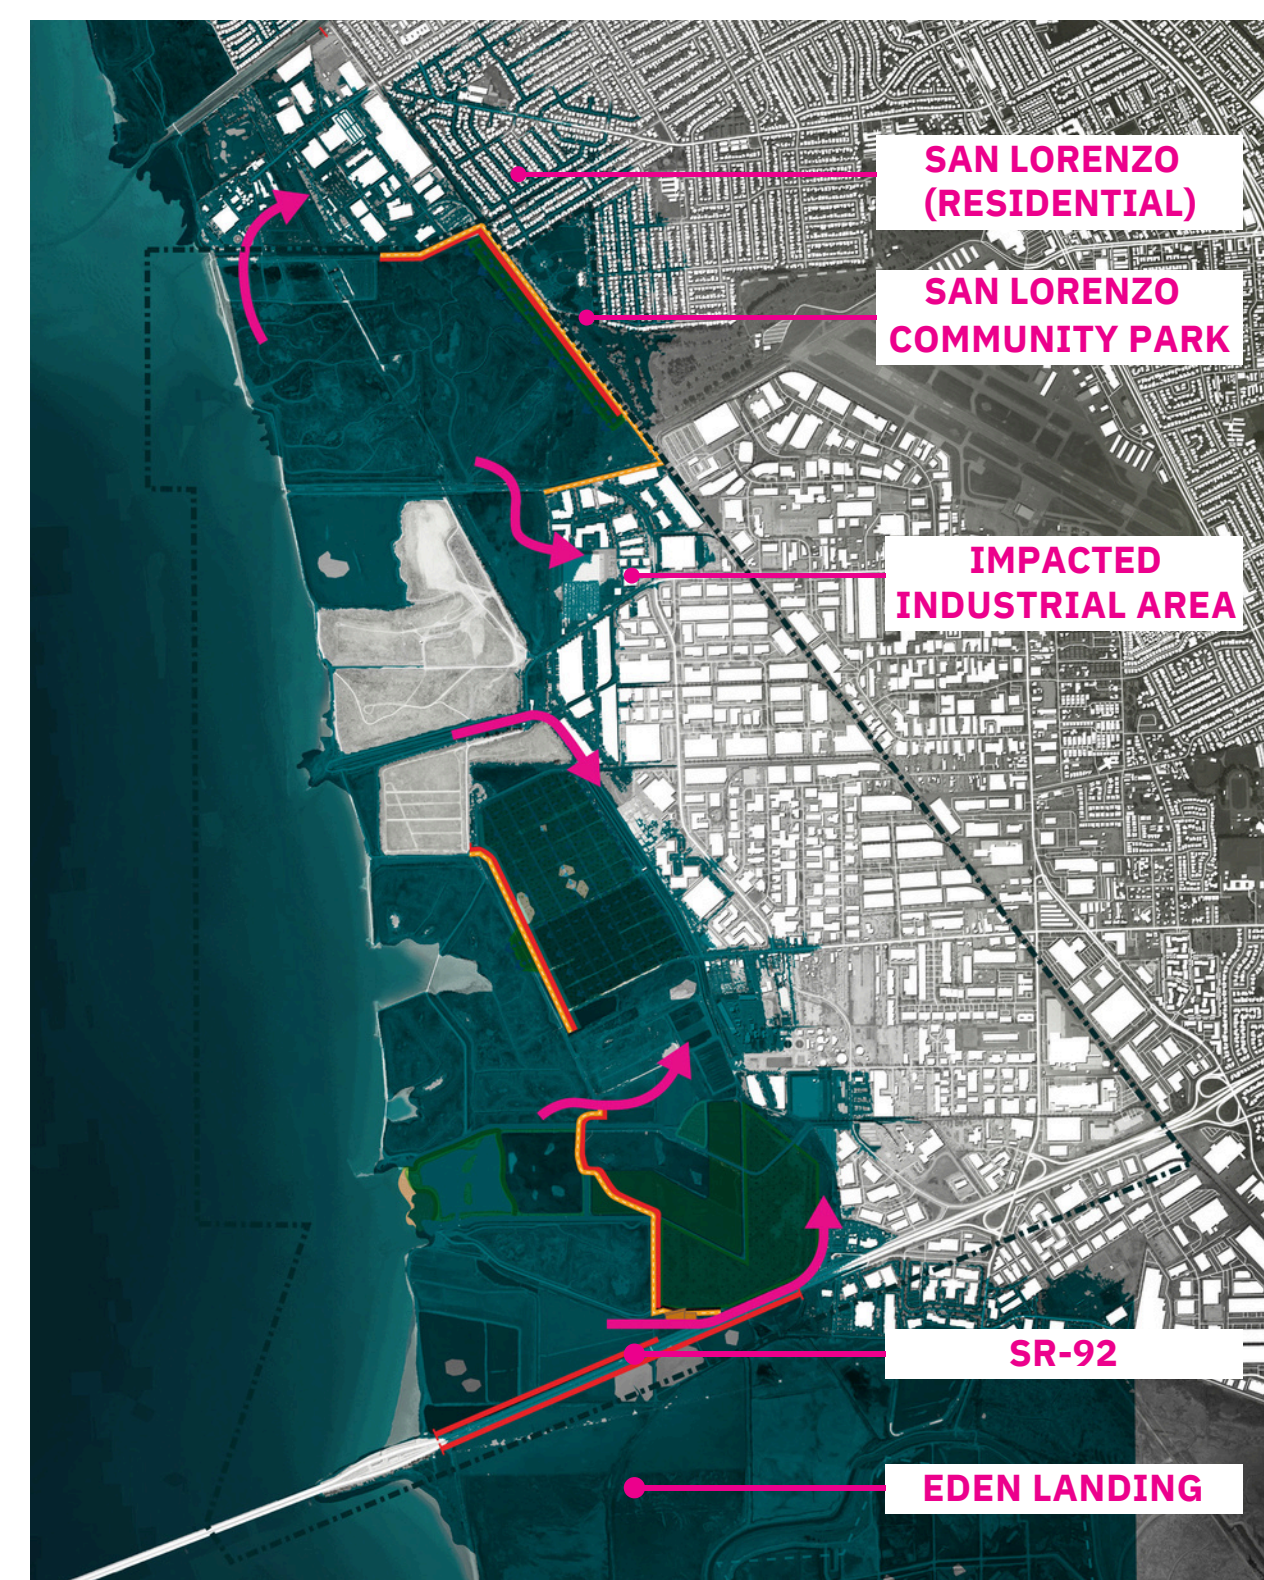 SAN LORENZO
(RESIDENTIAL)
SAN LORENZO
COMMUNITY PARK
IMPACTED
INDUSTRIAL AREA
SR-92
EDEN LANDING